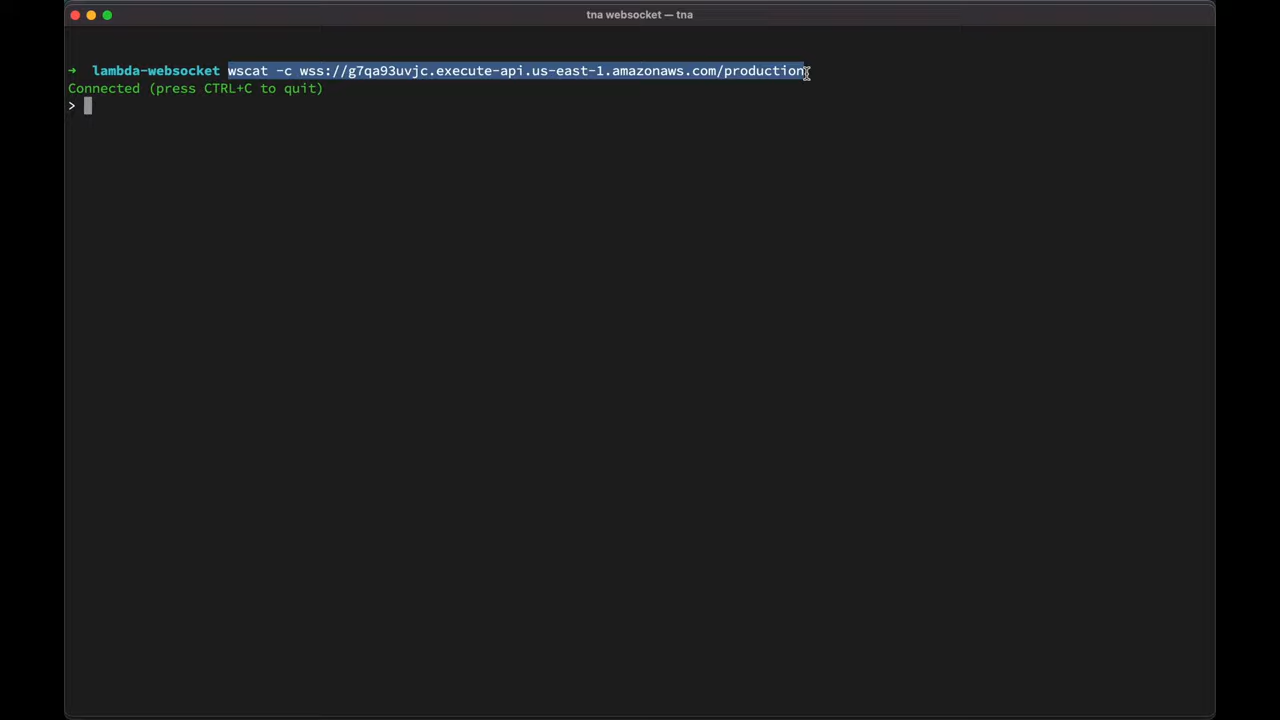 tna websocket — tna
➜ lambda-websocket wscat -c wss://g7qa93uvjc.execute-api.us-east-1.amazonaws.com/production
Connected (press CTRL+C to quit)
>